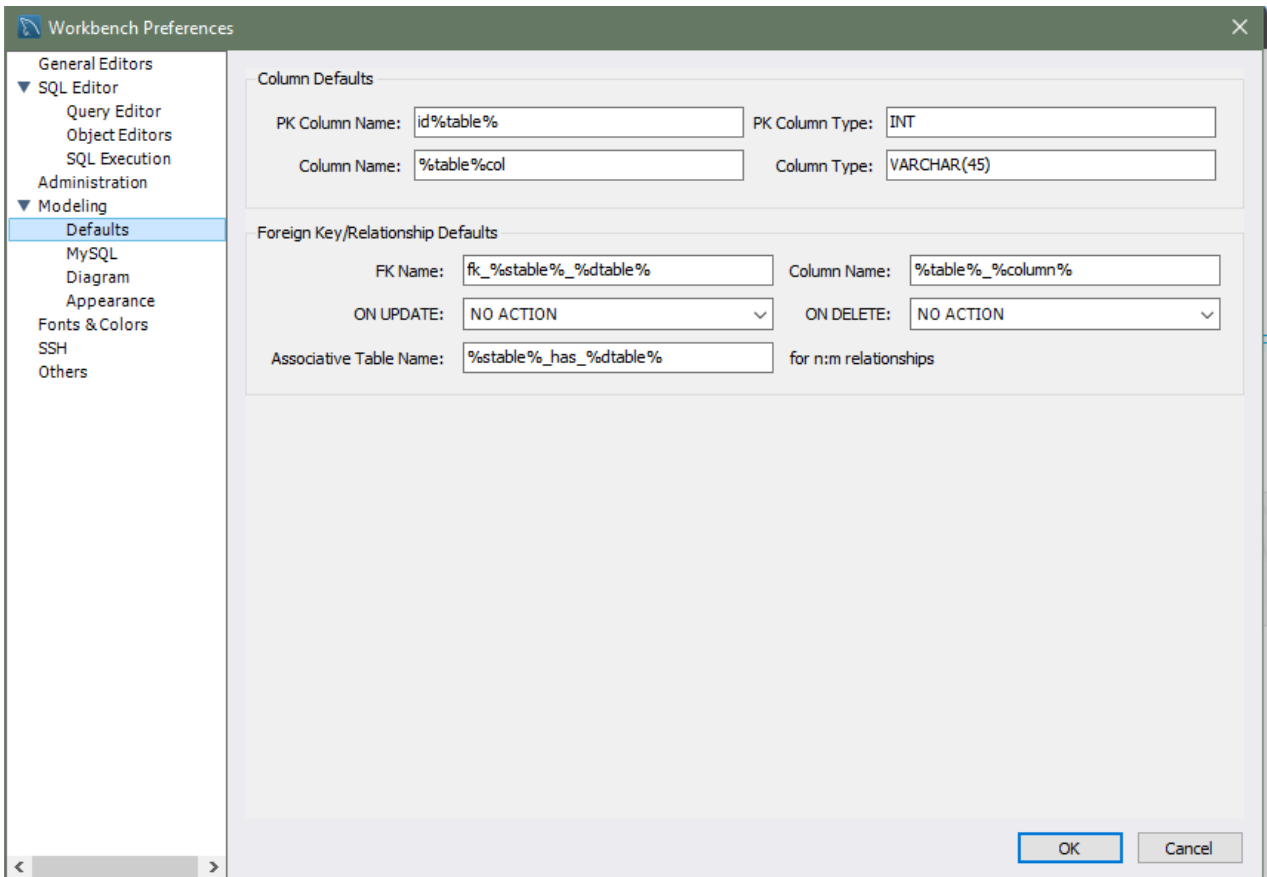 Workbench Preferences
General Editors
SQL Editor
Query Editor
Object Editors
SQL Execution
Administration
Modeling
Defaults
MySQL
Diagram
Appearance
Fonts & Colors
SSH
Others
Column Defaults
PK Column Name: id%table% PK Column Type: INT
Column Name: %table%col Column Type: VARCHAR(45)
Foreign Key/Relationship Defaults
FK Name: fk_%stable%_%dtable% Column Name: %table%_%column%
ON UPDATE: NO ACTION ON DELETE: NO ACTION
Associative Table Name: %stable%_has_%dtable% for n:m relationships
OK Cancel